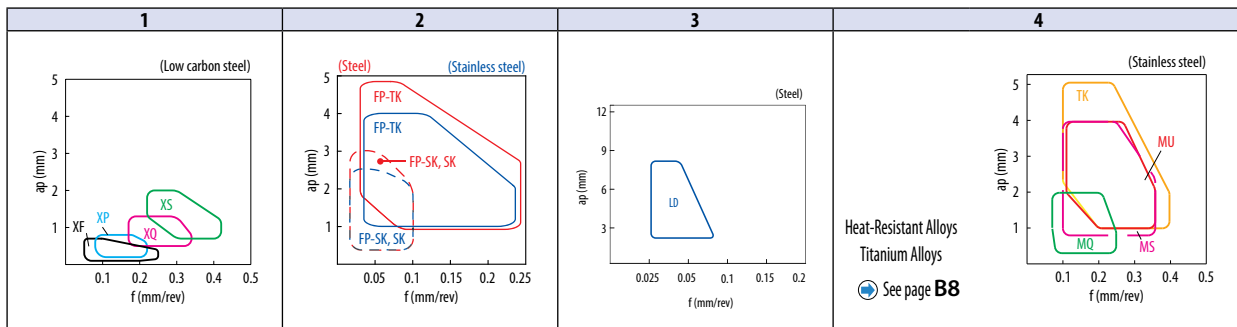 1
2
3
4
(Low carbon steel)
5
4
3
2
1
ap (mm)
XF
XP
XQ
XS
0.1
0.2
0.3
0.4
0.5
f (mm/rev)
(Steel)
(Stainless steel)
5
4
3
2
1
ap (mm)
FP-TK
FP-TK
FP-SK, SK
FP-SK, SK
0.05
0.1
0.15
0.2
0.25
f (mm/rev)
(Steel)
12
9
6
3
ap (mm)
LD
0.025
0.05
0.1
0.15
0.2
f (mm/rev)
Heat-Resistant Alloys
Titanium Alloys
See page B8
(Stainless steel)
5
4
3
2
1
ap (mm)
TK
MU
MQ
MS
0.1
0.2
0.3
0.4
0.5
f (mm/rev)